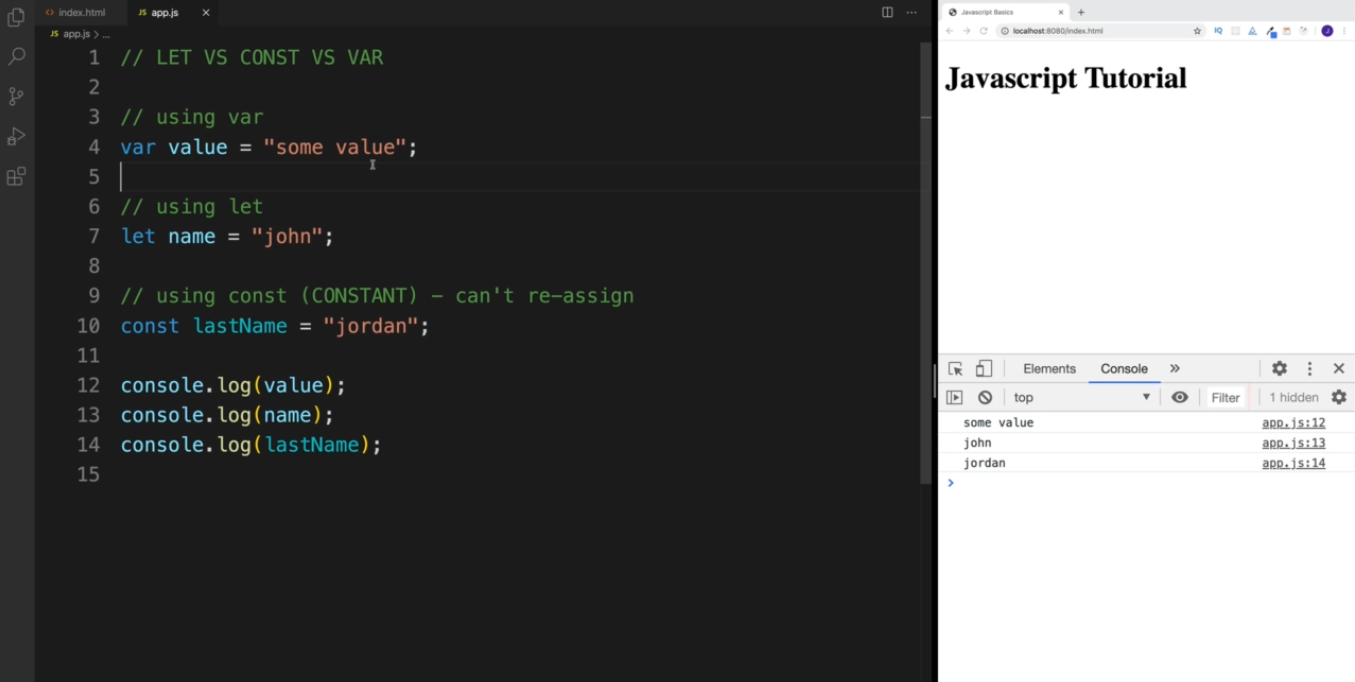 index.html
JS app.js
JS app.js > ...
1 // LET VS CONST VS VAR
2
3 // using var
4 var value = "some value";
5
6 // using let
7 let name = "john";
8
9 // using const (CONSTANT) – can't re-assign
10 const lastName = "jordan";
11
12 console.log(value);
13 console.log(name);
14 console.log(lastName);
15
Javascript Basics
localhost:8080/index.html
IQ
J
Javascript Tutorial
Elements Console »
top Filter 1 hidden
some value app.js:12
john app.js:13
jordan app.js:14